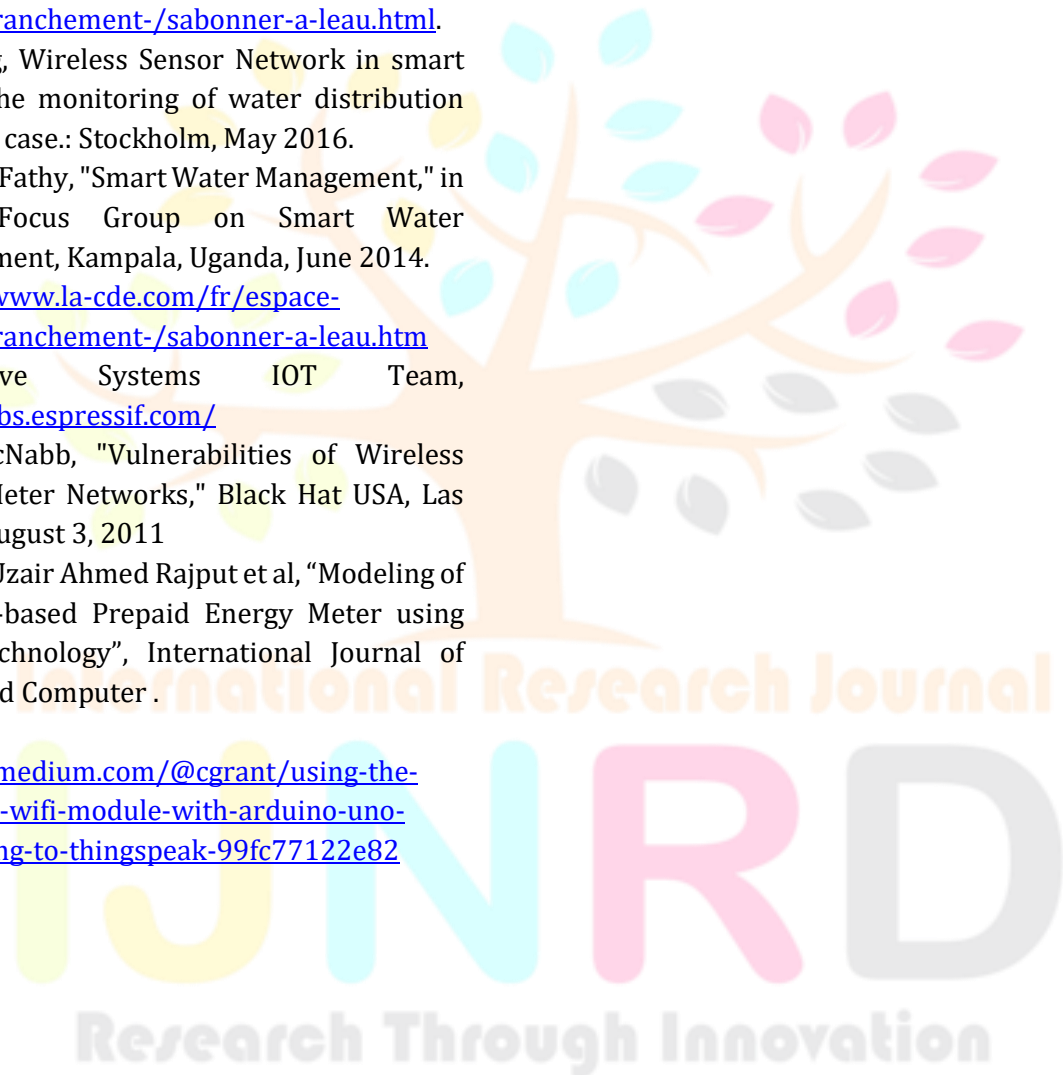 ranchement-/sabonner-a-leau.html.
g, Wireless Sensor Network in smart
he monitoring of water distribution
case.: Stockholm, May 2016.
Fathy, "Smart Water Management," in
Focus Group on Smart Water
ment, Kampala, Uganda, June 2014.
www.la-cde.com/fr/espace-
ranchement-/sabonner-a-leau.htm
ve Systems IOT Team,
bs.espressif.com/
cNabb, "Vulnerabilities of Wireless
Meter Networks," Black Hat USA, Las
ugust 3, 2011
Uzair Ahmed Rajput et al, “Modeling of
-based Prepaid Energy Meter using
chnology”, International Journal of
d Computer .
International Research Journal
medium.com/@cgrant/using-the-
-wifi-module-with-arduino-uno-
ng-to-thingspeak-99fc77122e82
IJNRD
Research Through Innovation